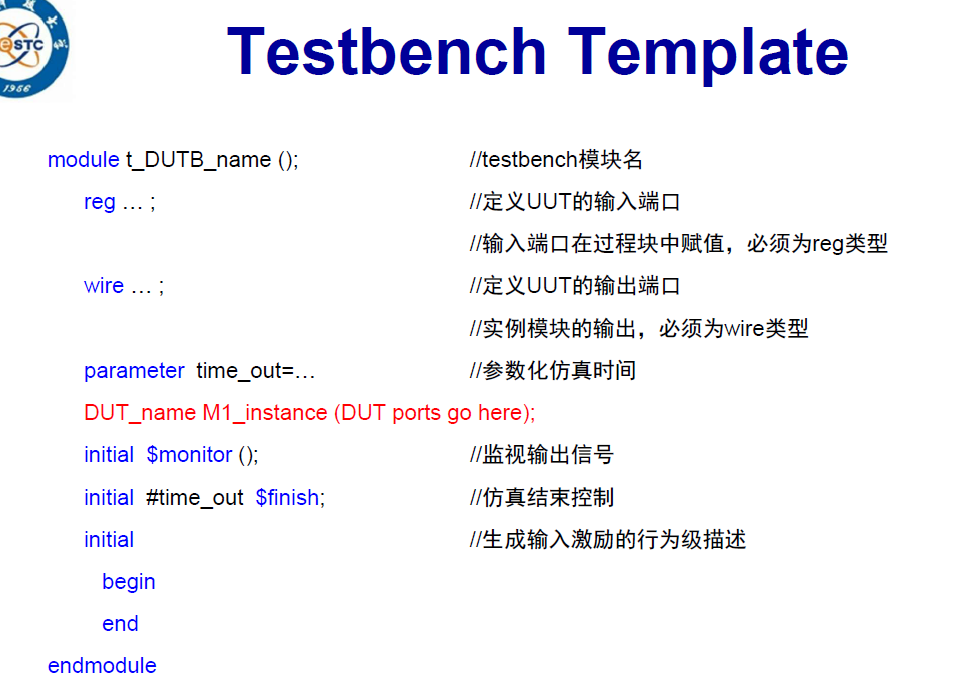 Testbench Template
eSTC
1956
module t_DUTB_name (); //testbench模块名
reg … ; //定义UUT的输入端口
//输入端口在过程块中赋值，必须为reg类型
wire … ; //定义UUT的输出端口
//实例模块的输出，必须为wire类型
parameter time_out=… //参数化仿真时间
DUT_name M1_instance (DUT ports go here);
initial $monitor (); //监视输出信号
initial #time_out $finish; //仿真结束控制
initial //生成输入激励的行为级描述
begin
end
endmodule